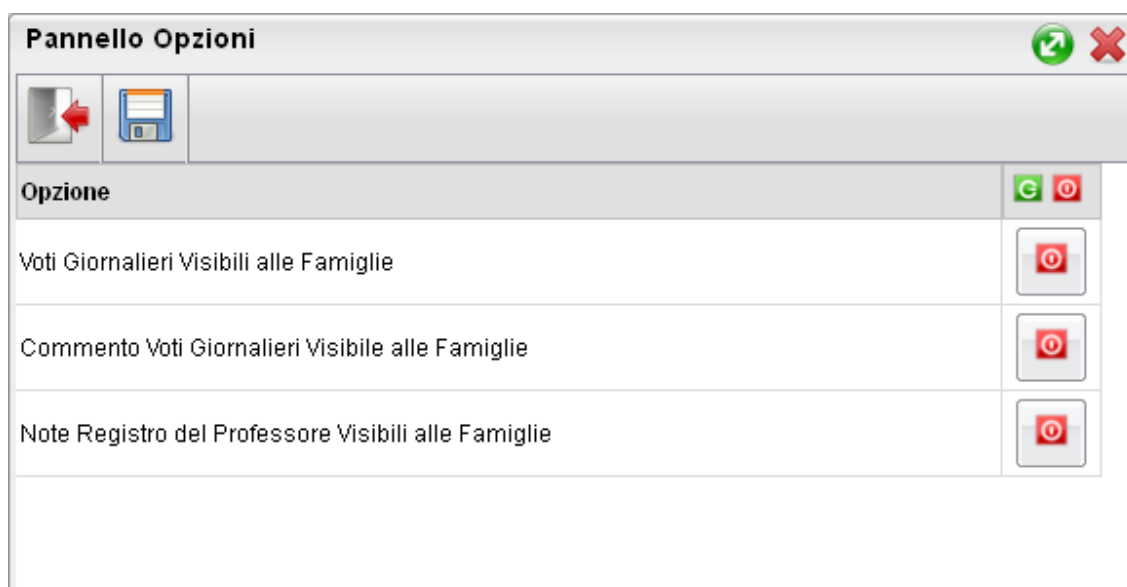 Pannello Opzioni
Opzione
Voti Giornalieri Visibili alle Famiglie
Commento Voti Giornalieri Visibile alle Famiglie
Note Registro del Professore Visibili alle Famiglie